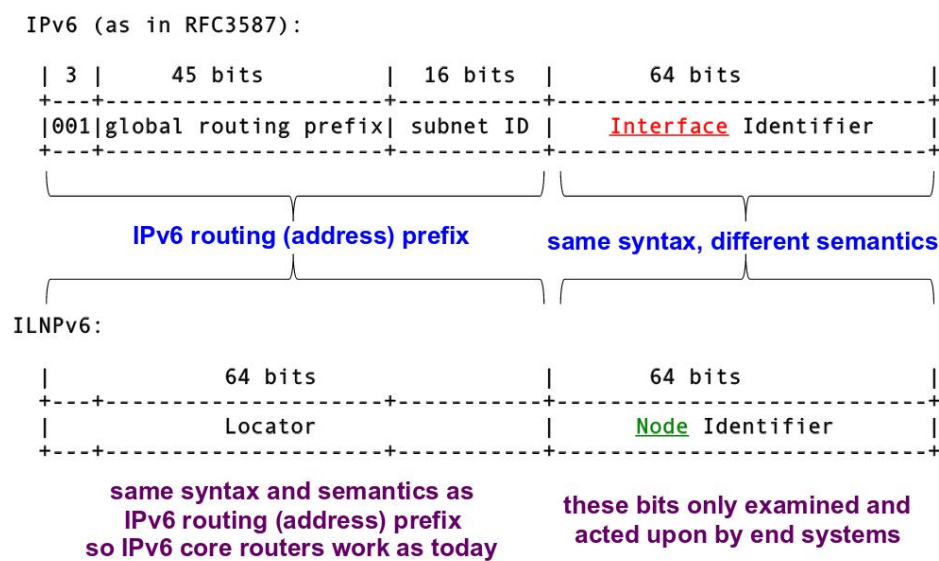 IPv6 (as in RFC3587):
| 3 | 45 bits | 16 bits | 64 bits |
+---+---------------------+-----------+----------------------------+
|001|global routing prefix| subnet ID | Interface Identifier |
+---+---------------------+-----------+----------------------------+
IPv6 routing (address) prefix
same syntax, different semantics
ILNPv6:
| 64 bits | 64 bits |
+---+---------------------+-----------+----------------------------+
| Locator | Node Identifier |
+---+---------------------+-----------+----------------------------+
same syntax and semantics as
IPv6 routing (address) prefix
so IPv6 core routers work as today
these bits only examined and
acted upon by end systems